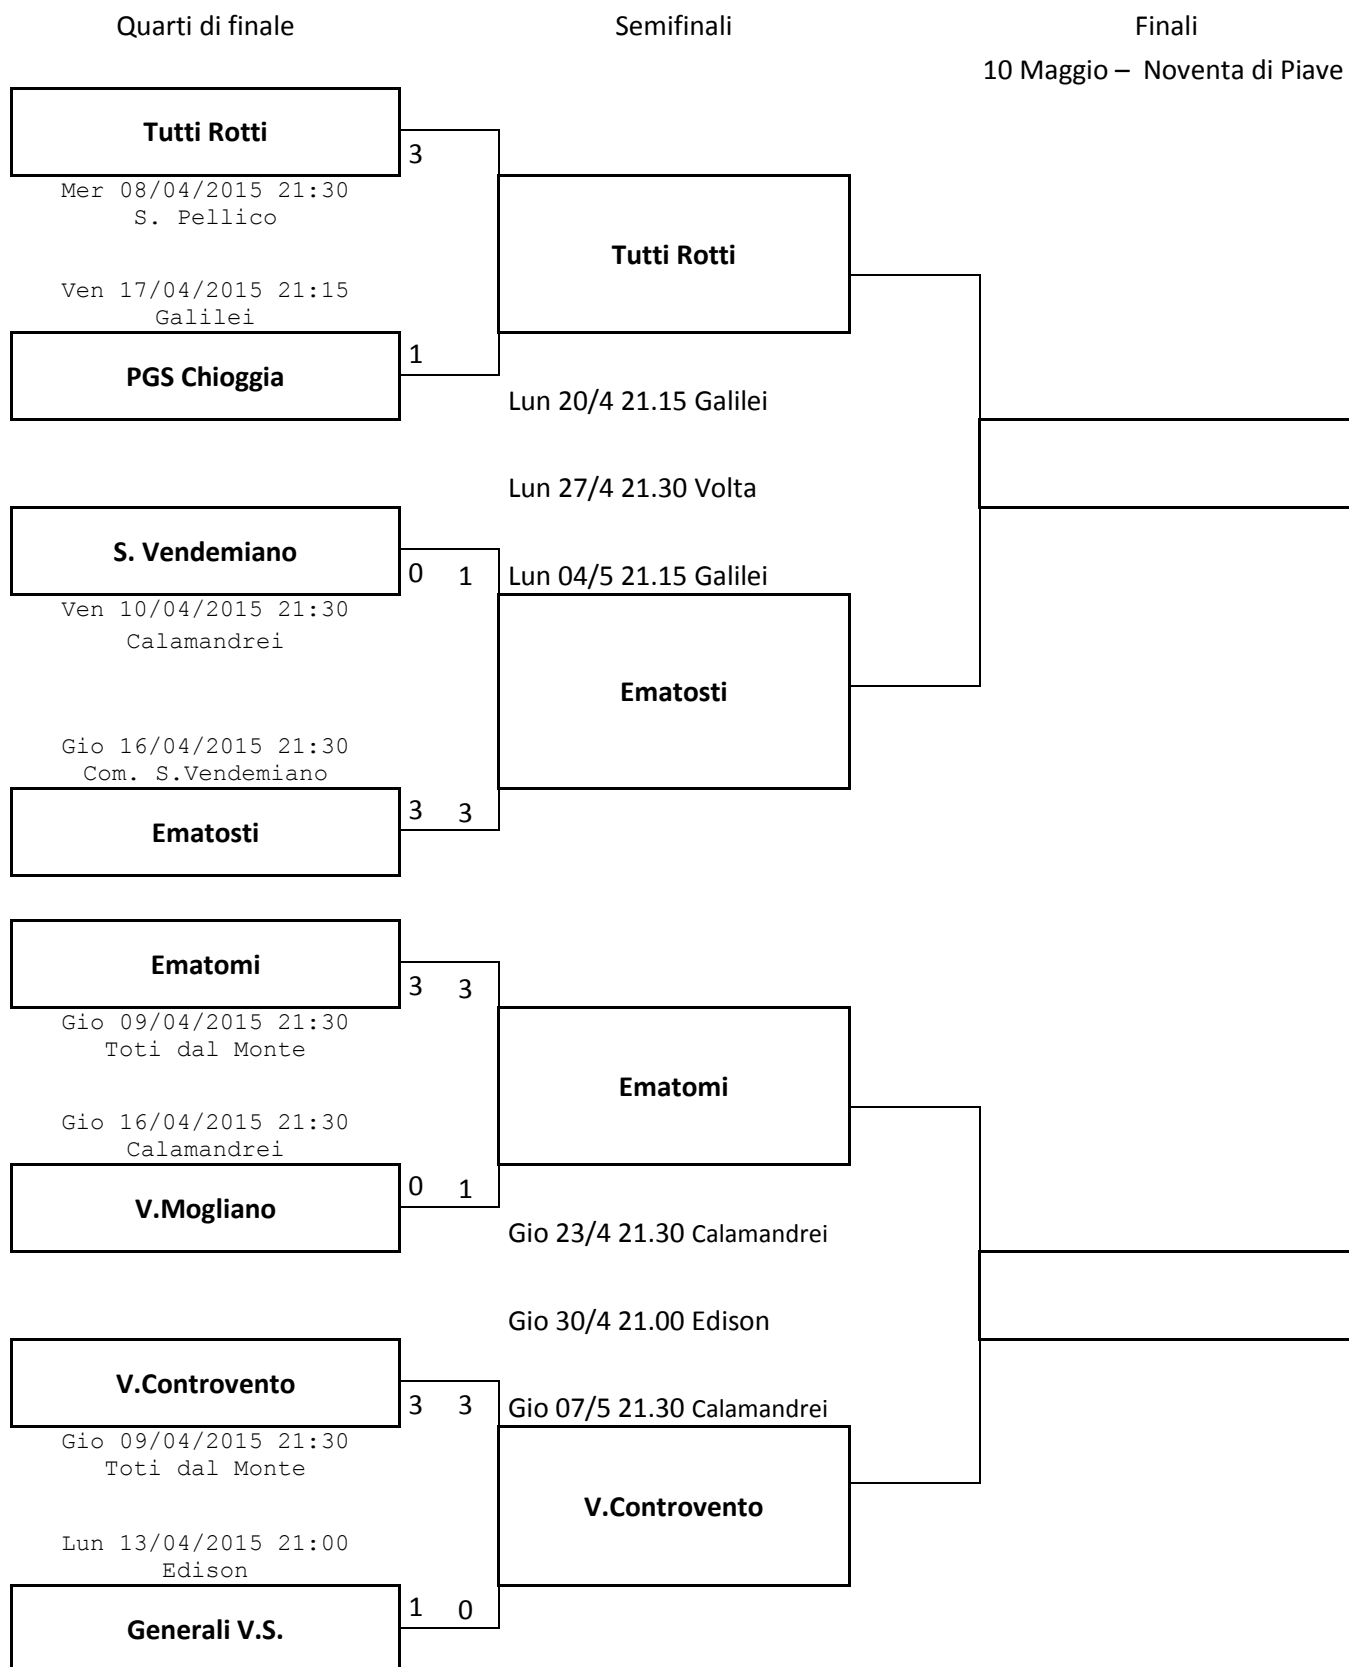 Quarti di finale
Semifinali
Finali
10 Maggio – Noventa di Piave
Tutti Rotti
3
Mer 08/04/2015 21:30
S. Pellico
Ven 17/04/2015 21:15
Galilei
PGS Chioggia
1
Tutti Rotti
Lun 20/4 21.15 Galilei
Lun 27/4 21.30 Volta
Lun 04/5 21.15 Galilei
S. Vendemiano
0 1
Ven 10/04/2015 21:30
Calamandrei
Gio 16/04/2015 21:30
Com. S.Vendemiano
Ematosti
3 3
Ematosti
Ematomi
3 3
Gio 09/04/2015 21:30
Toti dal Monte
Gio 16/04/2015 21:30
Calamandrei
V.Mogliano
0 1
Ematomi
Gio 23/4 21.30 Calamandrei
Gio 30/4 21.00 Edison
Gio 07/5 21.30 Calamandrei
V.Controvento
3 3
Gio 09/04/2015 21:30
Toti dal Monte
Lun 13/04/2015 21:00
Edison
Generali V.S.
1 0
V.Controvento